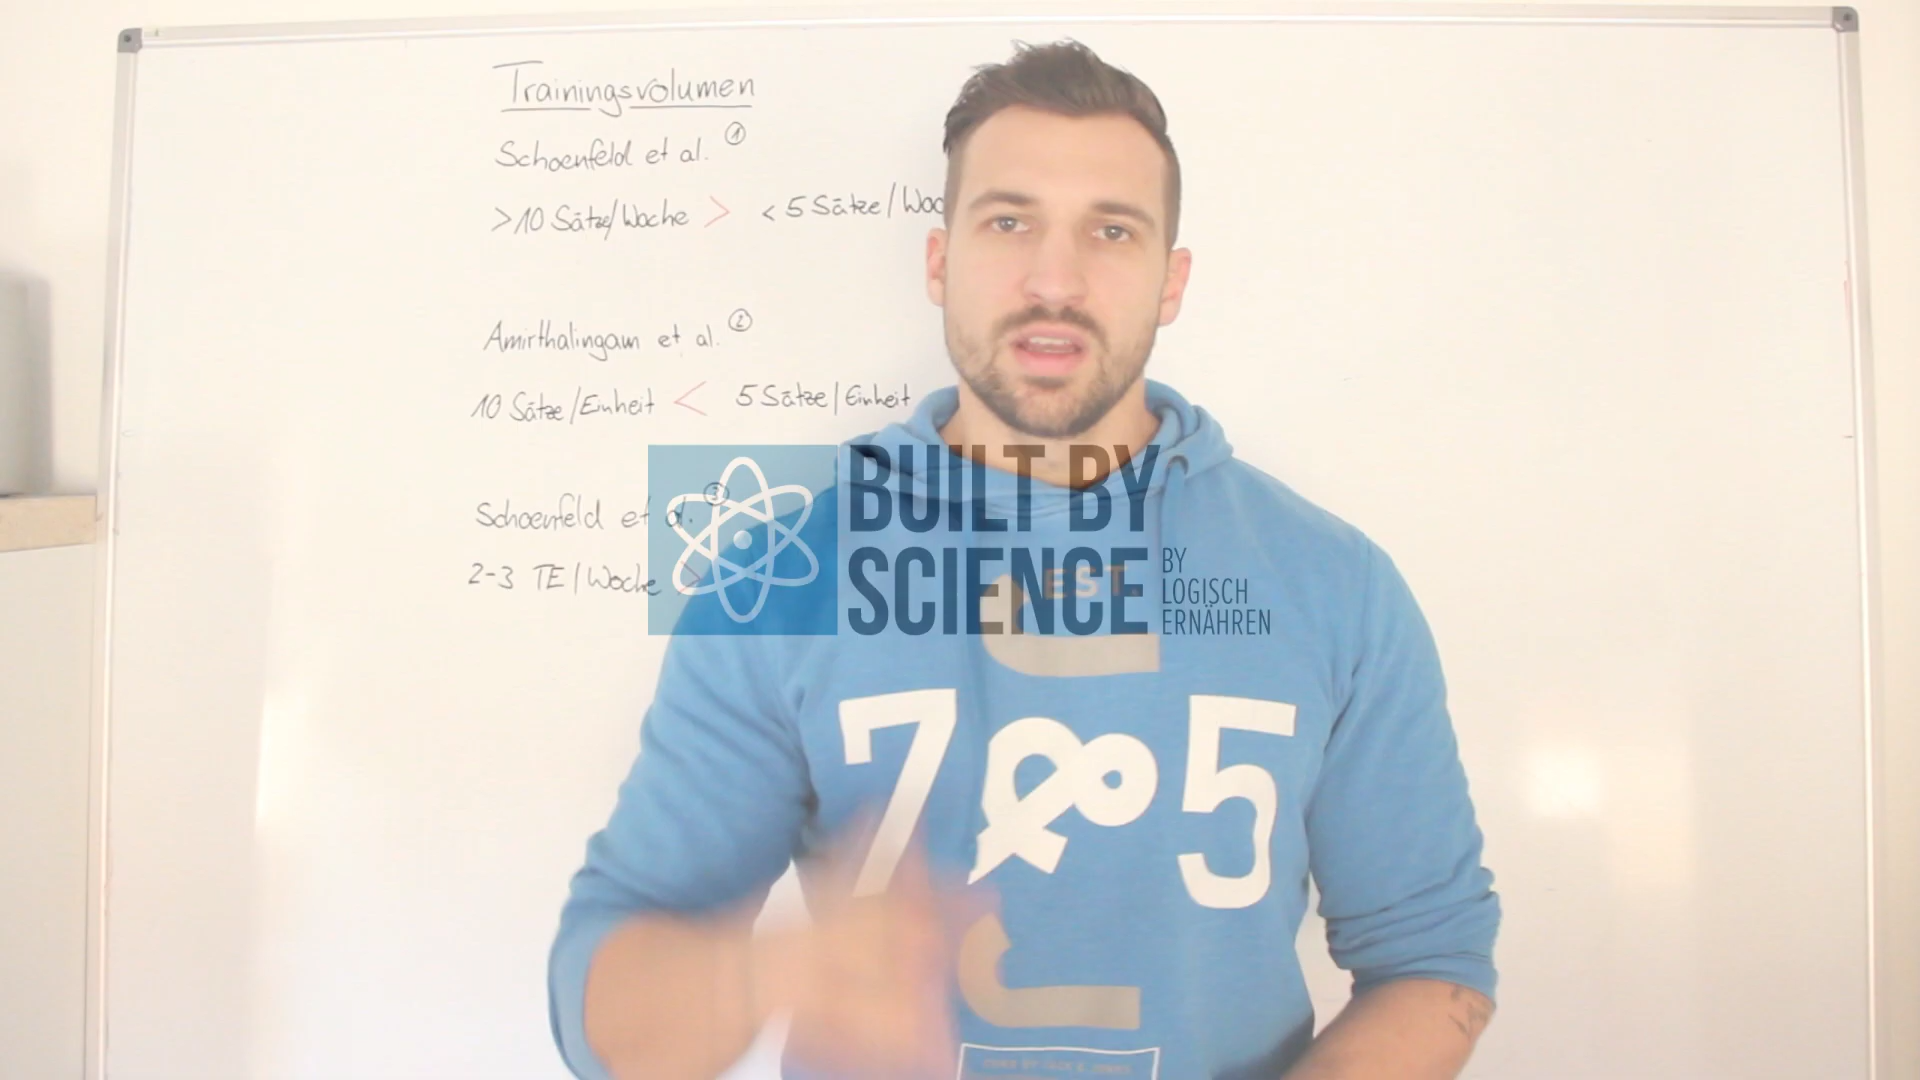 Trainingsvolumen
Schoenfeld et al. ①
>10 Sätze/Woche > < 5 Sätze/Woc
Amirthalingam et al. ②
10 Sätze/Einheit < 5 Sätze/Einheit
Schoenfeld et al. ③
2-3 TE/Woche >
BUILT BY
SCIENCE
BY
LOGISCH
ERNÄHREN
EST.
7 5